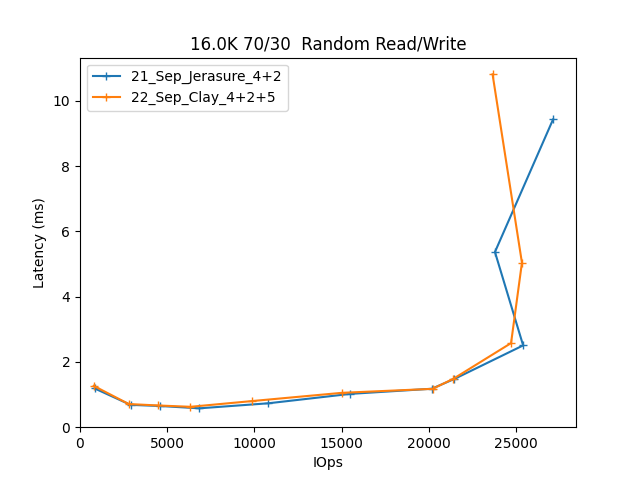 16.0K 70/30  Random Read/Write
21_Sep_Jerasure_4+2
22_Sep_Clay_4+2+5
Latency (ms)
10
8
6
4
2
0
0 5000 10000 15000 20000 25000
IOps